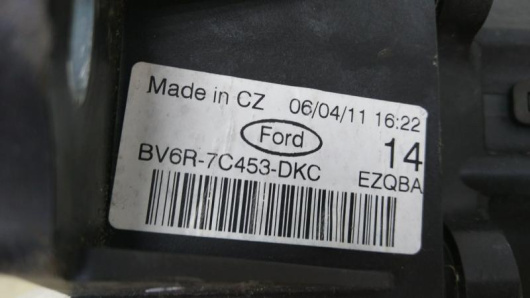 Made in CZ 06/04/11 16:22
Ford
14
BV6R-7C453-DKC
EZQBA